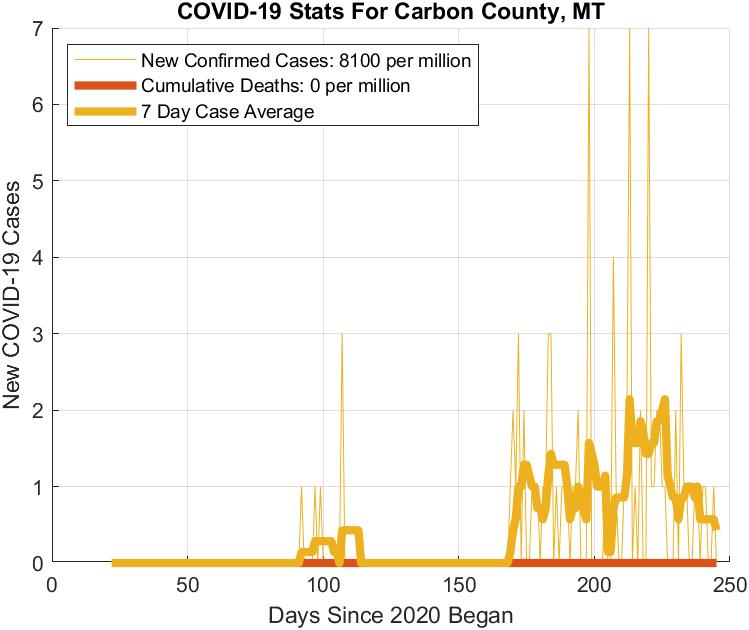 COVID-19 Stats For Carbon County, MT
New Confirmed Cases: 8100 per million
Cumulative Deaths: 0 per million
7 Day Case Average
New COVID-19 Cases
7
6
5
4
3
2
1
0
0 50 100 150 200 250
Days Since 2020 Began